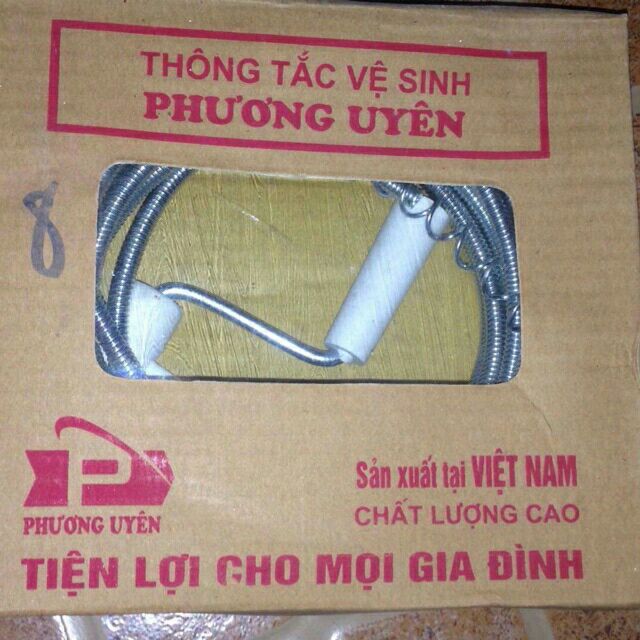 THÔNG TẮC VỆ SINH
PHƯƠNG UYÊN
8
P
PHƯƠNG UYÊN
Sản xuất tại VIỆT NAM
CHẤT LƯỢNG CAO
TIỆN LỢI CHO MỌI GIA ĐÌNH